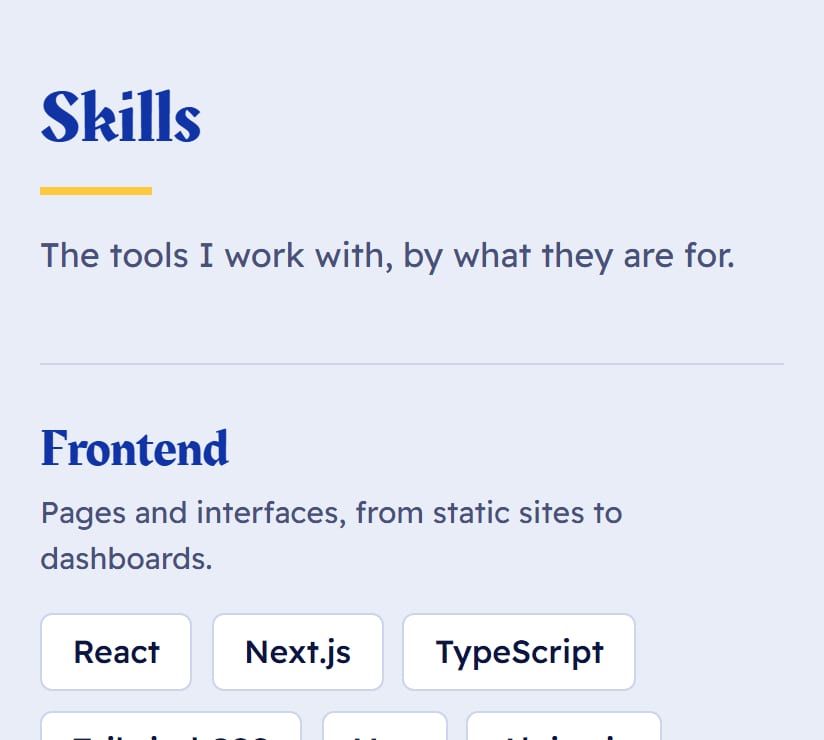 Skills
The tools I work with, by what they are for.
Frontend
Pages and interfaces, from static sites to
dashboards.
React Next.js TypeScript